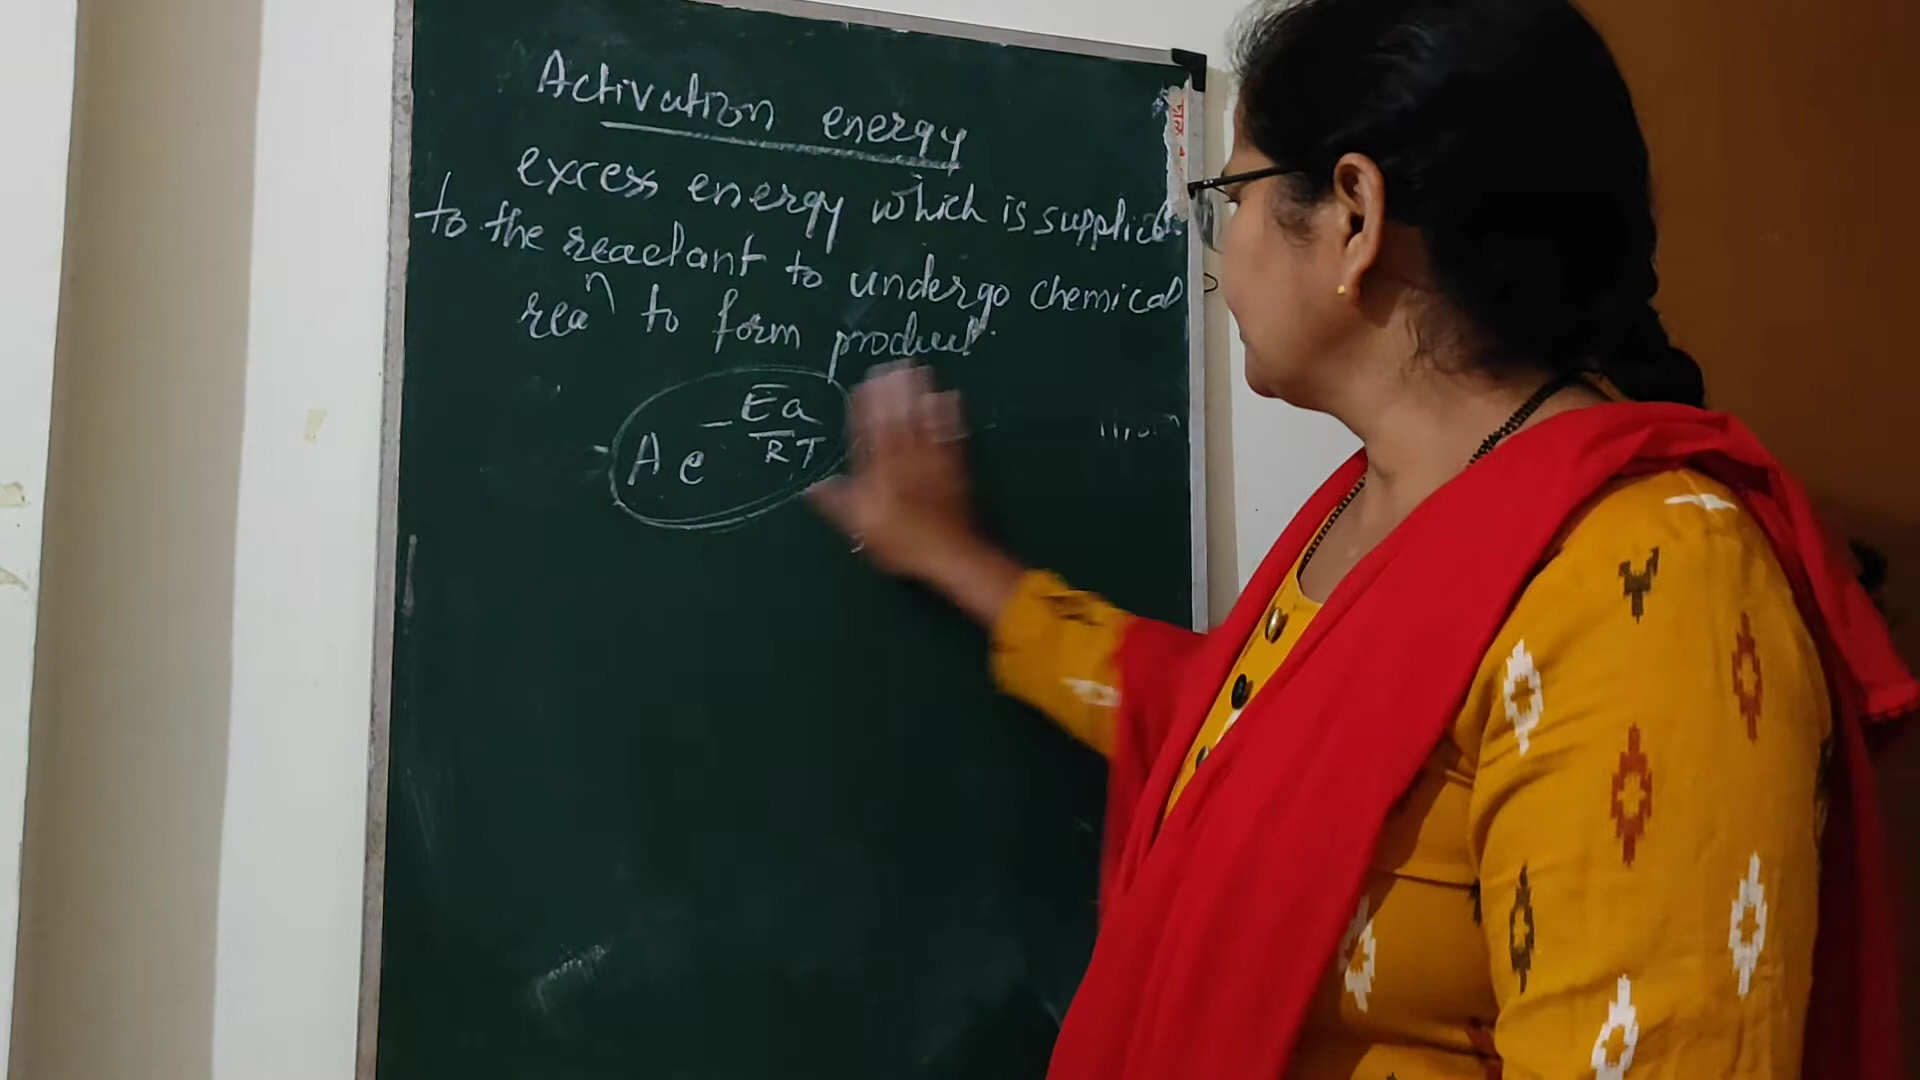 Activation energy
excess energy which is supplied
to the reactant to undergo chemical
reaⁿ to form product.
A e^-Ea/RT